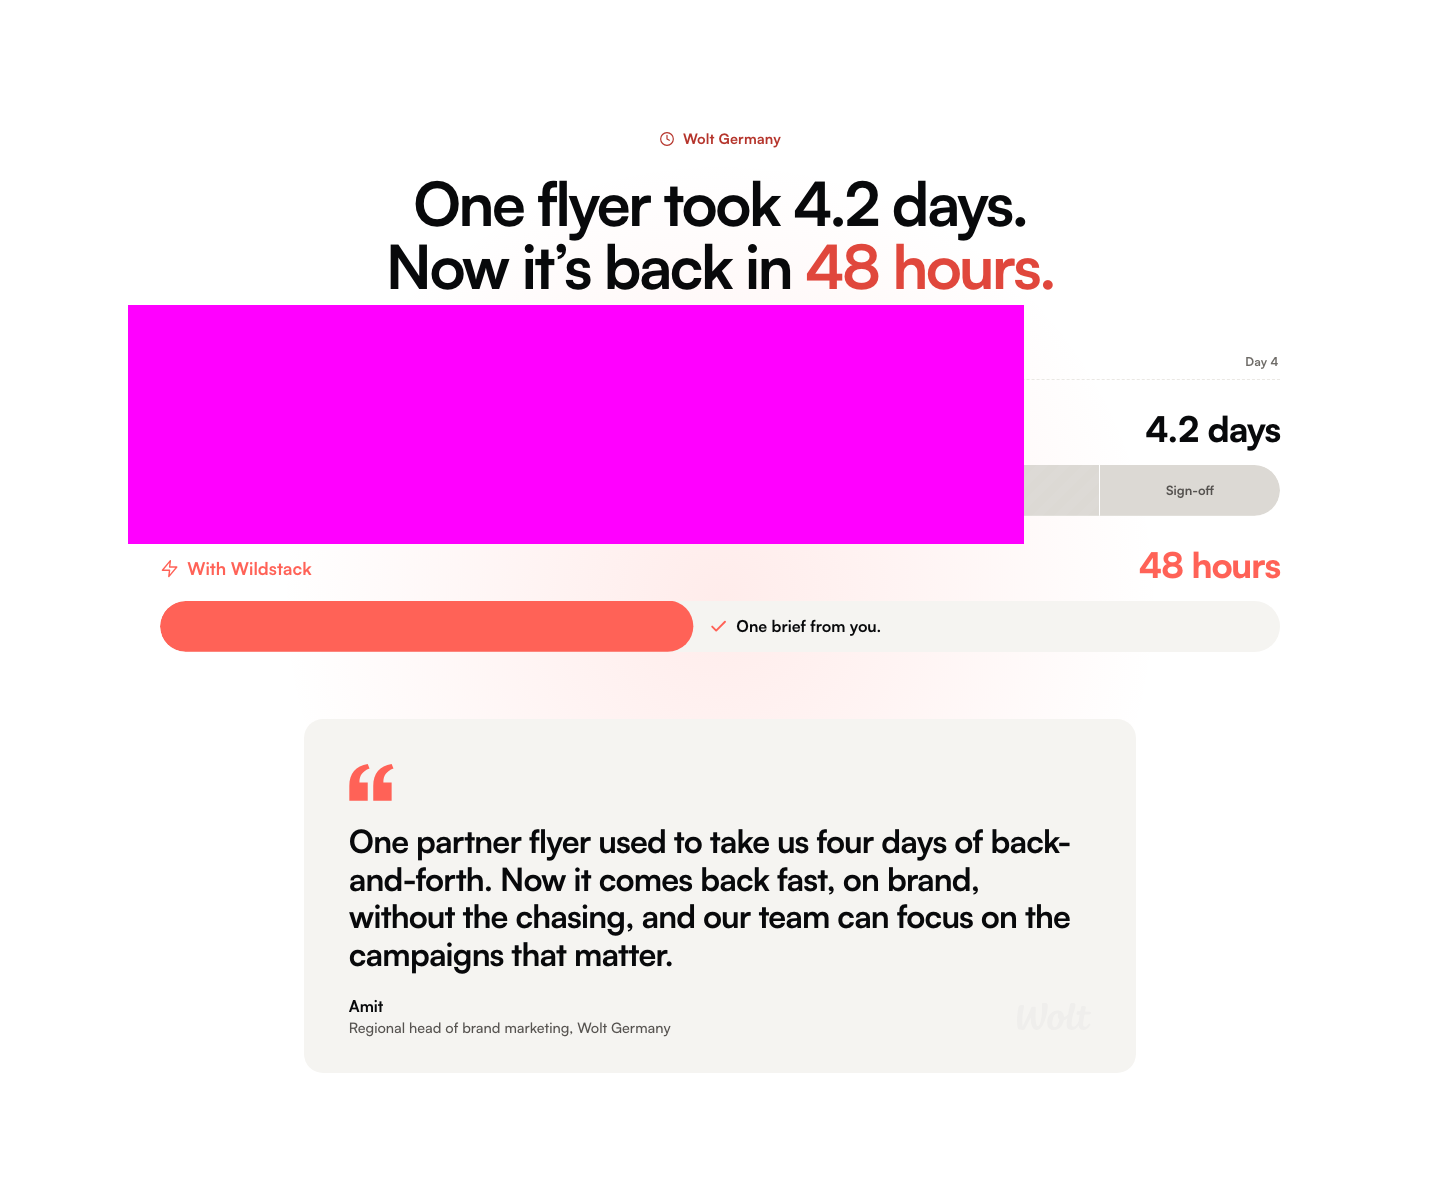 Wolt Germany
One flyer took 4.2 days.
Now it’s back in 48 hours.
Day 4
4.2 days
Sign-off
With Wildstack
48 hours
One brief from you.
One partner flyer used to take us four days of back-
and-forth. Now it comes back fast, on brand,
without the chasing, and our team can focus on the
campaigns that matter.
Amit
Regional head of brand marketing, Wolt Germany
Wolt